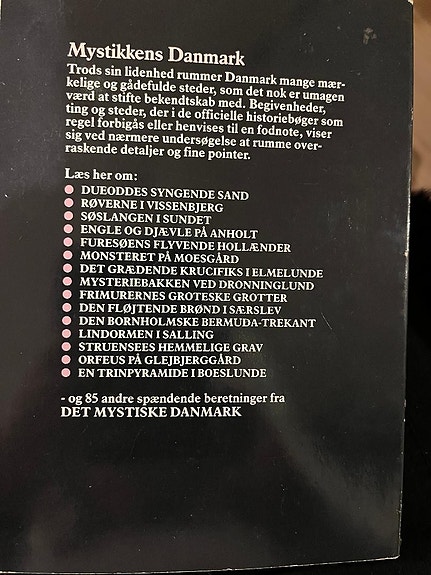 Mystikkens Danmark
Trods sin lidenhed rummer Danmark mange mær-
kelige og gådefulde steder, som det nok er umagen
værd at stifte bekendtskab med. Begivenheder,
ting og steder, der i de officielle historiebøger som
regel forbigås eller henvises til en fodnote, viser
sig ved nærmere undersøgelse at rumme over-
raskende detaljer og fine pointer.
Læs her om:
● DUEODDES SYNGENDE SAND
● RØVERNE I VISSENBJERG
● SØSLANGEN I SUNDET
● ENGLE OG DJÆVLE PÅ ANHOLT
● FURESØENS FLYVENDE HOLLÆNDER
● MONSTERET PÅ MOESGÅRD
● DET GRÆDENDE KRUCIFIKS I ELMELUNDE
● MYSTERIEBAKKEN VED DRONNINGLUND
● FRIMURERNES GROTESKE GROTTER
● DEN FLØJTENDE BRØND I SÆRSLEV
● DEN BORNHOLMSKE BERMUDA-TREKANT
● LINDORMEN I SALLING
● STRUENSEES HEMMELIGE GRAV
● ORFEUS PÅ GLEJBJERGGÅRD
● EN TRINPYRAMIDE I BOESLUNDE
- og 85 andre spændende beretninger fra
DET MYSTISKE DANMARK